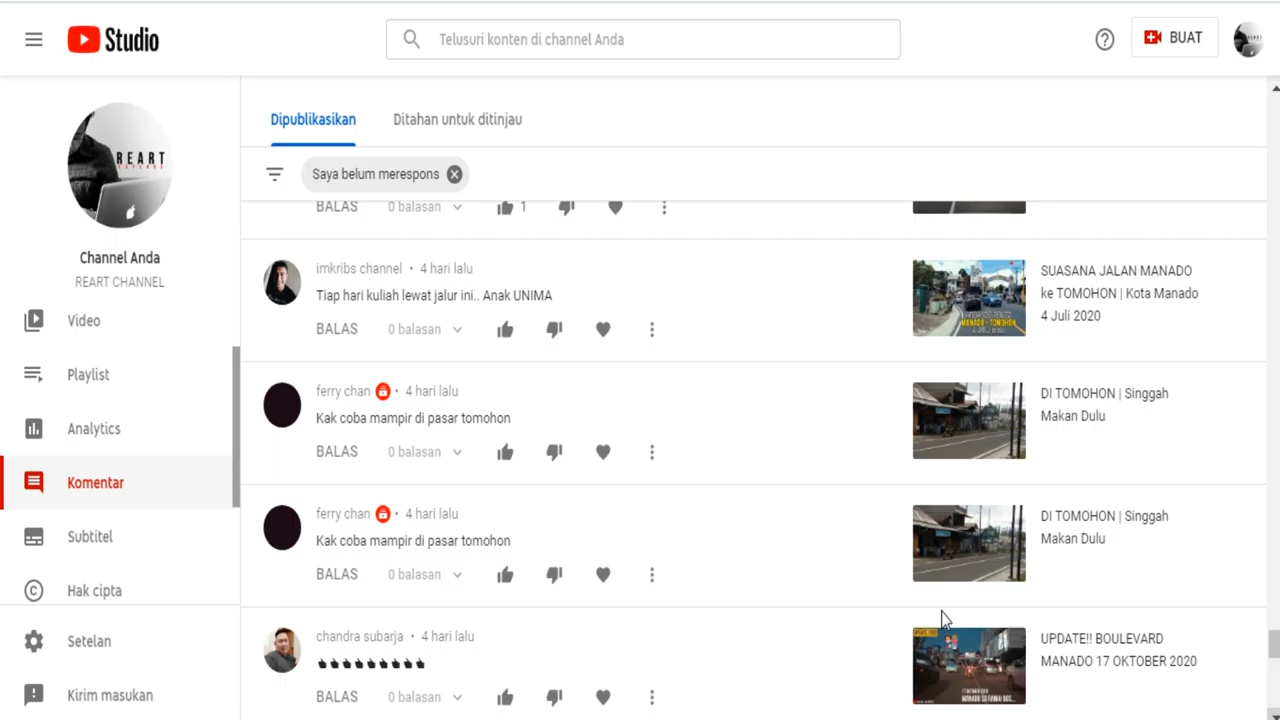 Studio
Telusuri konten di channel Anda
BUAT
REART
Channel Anda
REART CHANNEL
Video
Playlist
Analytics
Komentar
Subtitel
Hak cipta
Setelan
Kirim masukan
Dipublikasikan
Ditahan untuk ditinjau
Saya belum merespons
BALAS 0 balasan 1
imkribs channel • 4 hari lalu
Tiap hari kuliah lewat jalur ini.. Anak UNIMA
BALAS 0 balasan
SUASANA JALAN MANADO
ke TOMOHON | Kota Manado
4 Juli 2020
MANADO - TOMOHON
ferry chan • 4 hari lalu
Kak coba mampir di pasar tomohon
BALAS 0 balasan
DI TOMOHON | Singgah
Makan Dulu
ferry chan • 4 hari lalu
Kak coba mampir di pasar tomohon
BALAS 0 balasan
DI TOMOHON | Singgah
Makan Dulu
chandra subarja • 4 hari lalu
BALAS 0 balasan
UPDATE!! BOULEVARD
MANADO 17 OKTOBER 2020